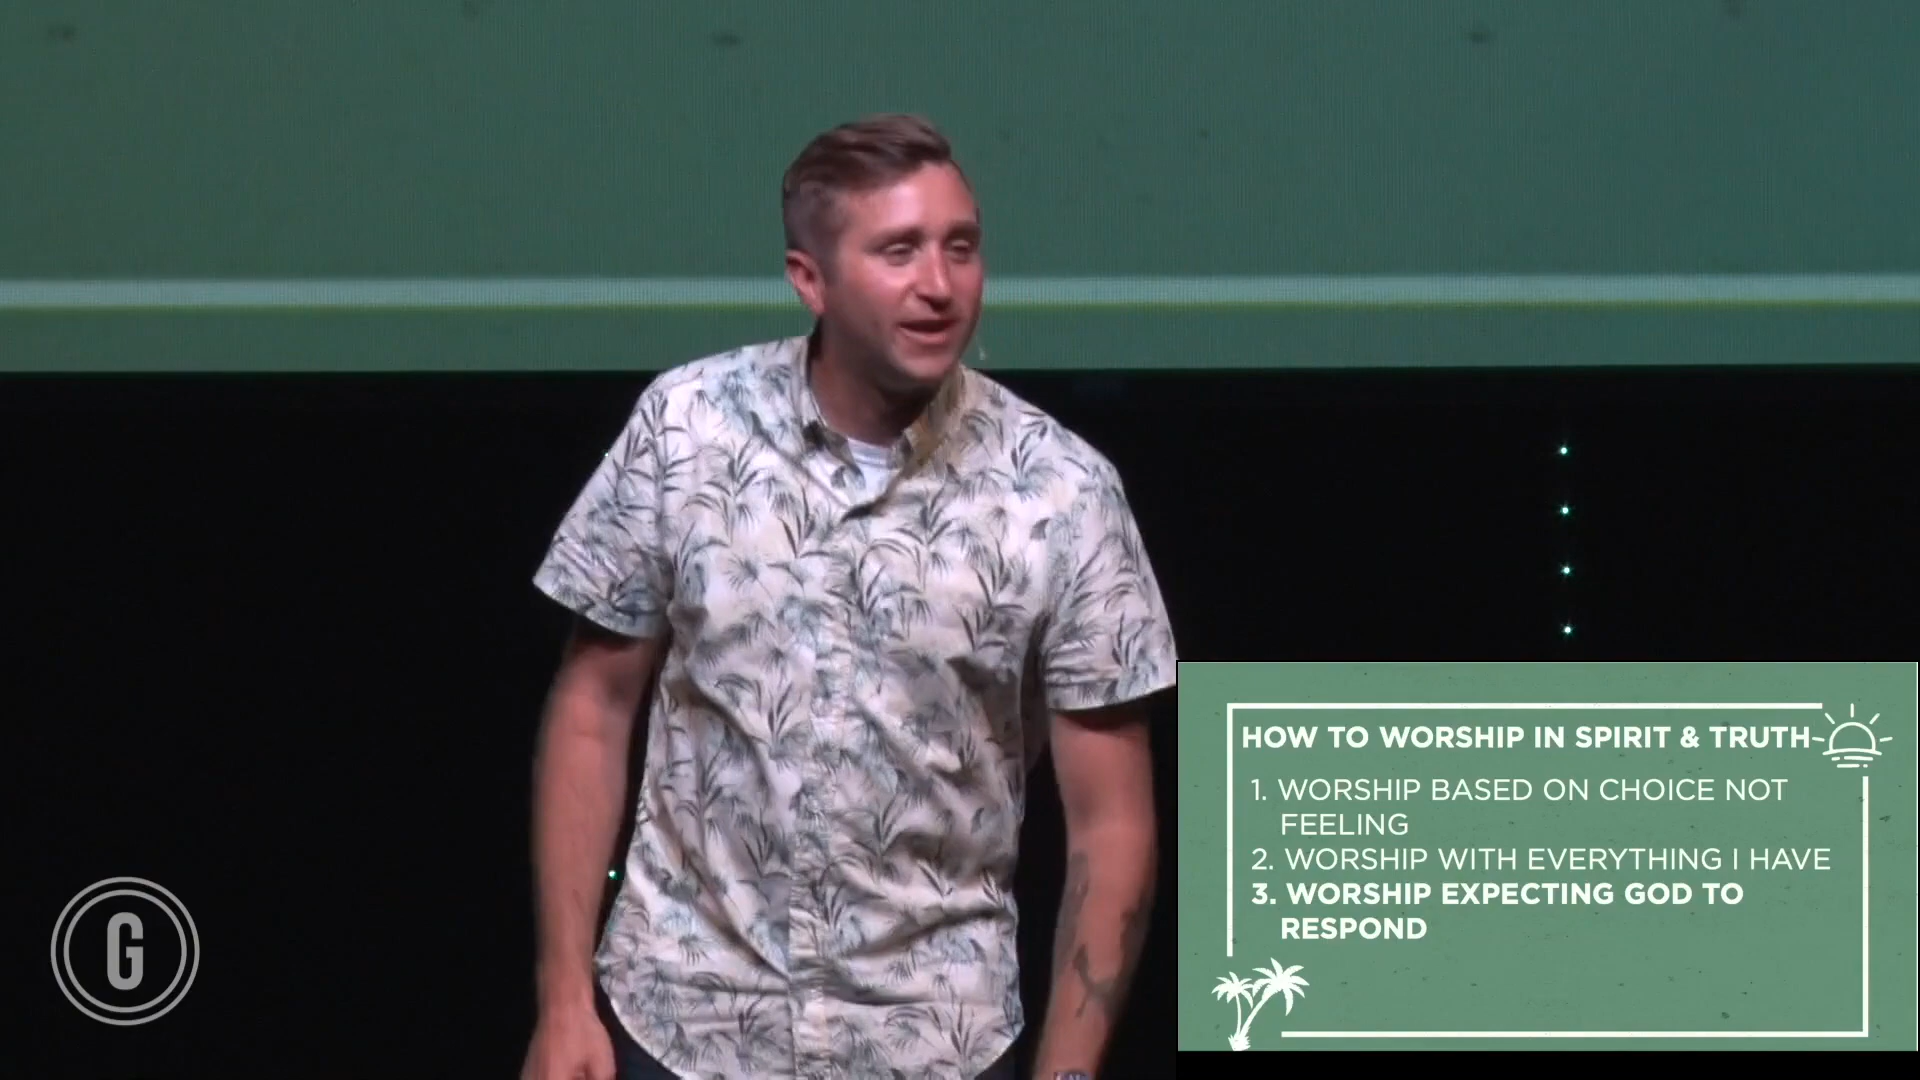 HOW TO WORSHIP IN SPIRIT & TRUTH
1. WORSHIP BASED ON CHOICE NOT
FEELING
2. WORSHIP WITH EVERYTHING I HAVE
3. WORSHIP EXPECTING GOD TO
RESPOND
G